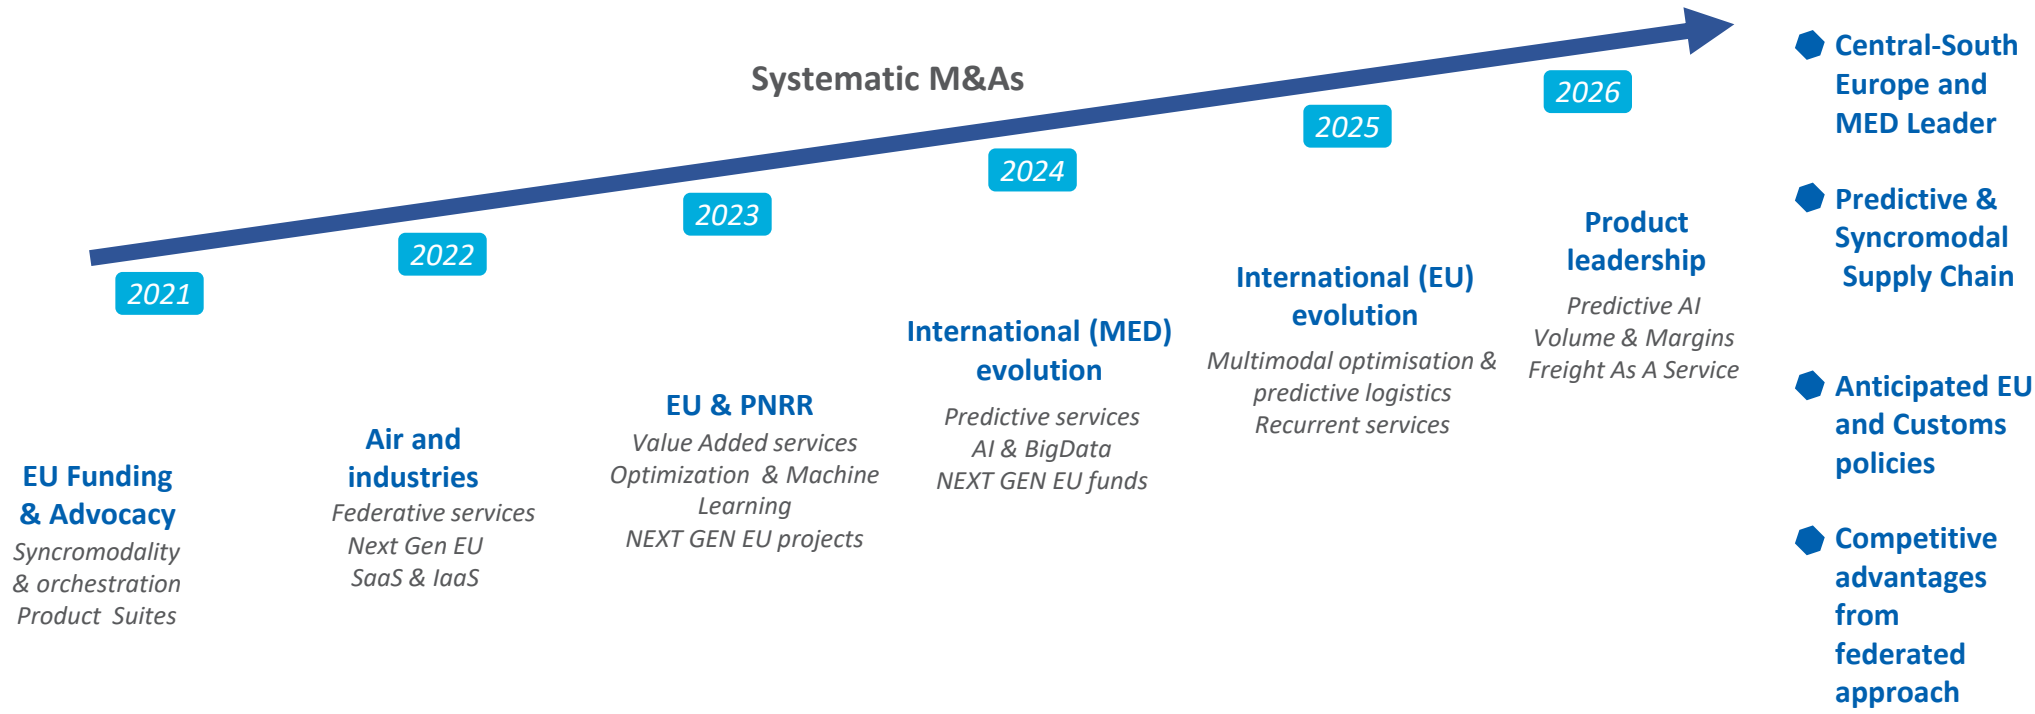 Systematic M&As
2021
EU Funding
& Advocacy
Syncromodality
& orchestration
Product Suites
2022
Air and
industries
Federative services
Next Gen EU
SaaS & IaaS
2023
EU & PNRR
Value Added services
Optimization & Machine
Learning
NEXT GEN EU projects
2024
International (MED)
evolution
Predictive services
AI & BigData
NEXT GEN EU funds
2025
International (EU)
evolution
Multimodal optimisation &
predictive logistics
Recurrent services
2026
Product
leadership
Predictive AI
Volume & Margins
Freight As A Service
Central-South
Europe and
MED Leader
Predictive &
Syncromodal
Supply Chain
Anticipated EU
and Customs
policies
Competitive
advantages
from
federated
approach